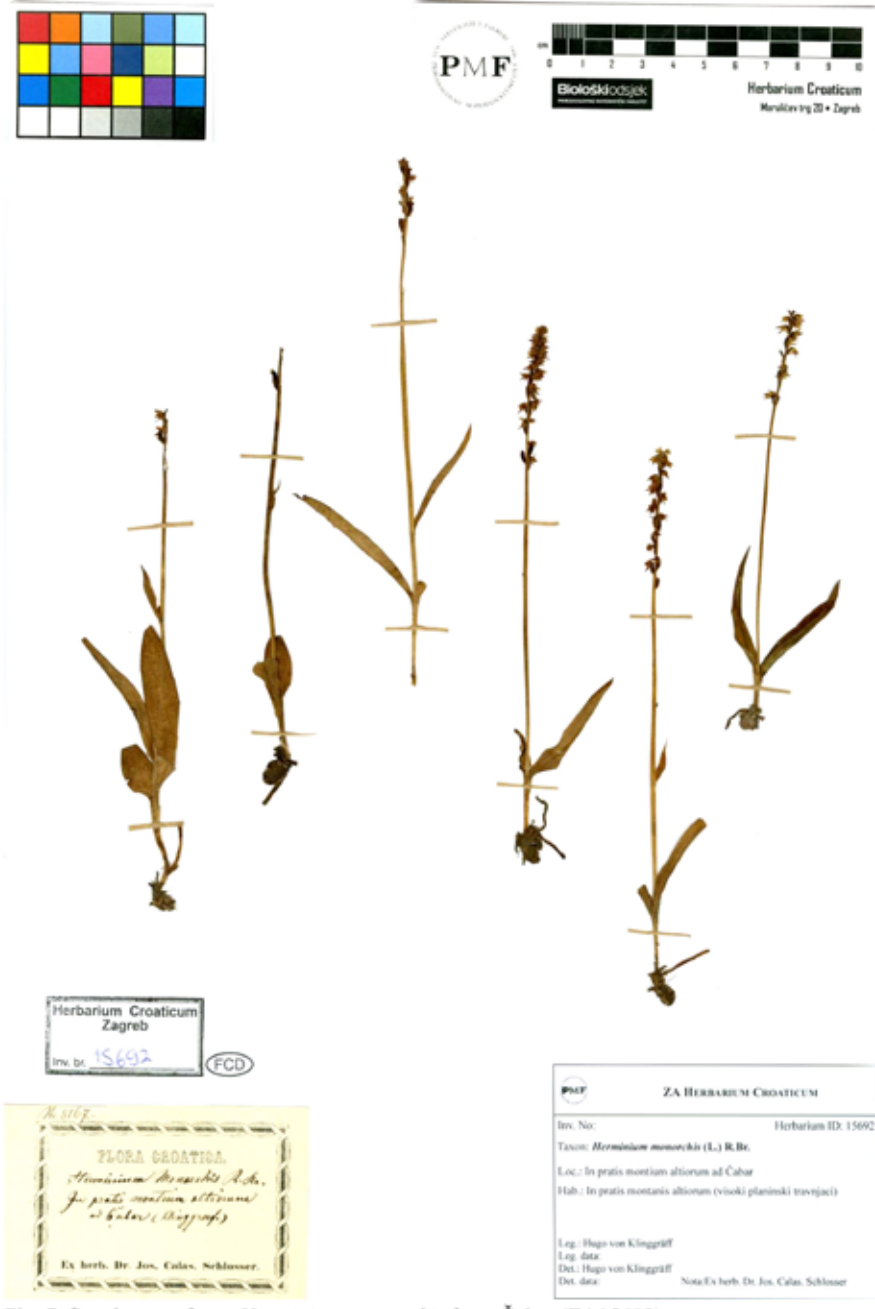 PMF
cm
0 1 2 3 4 5 6 7 8 9 10
Biološki odsjek
Herbarium Croaticum
Marulićev trg 20 • Zagreb
Herbarium Croaticum
Zagreb
Inv. br. 15692
FCD
FLORA CROATICA.
Herminium Monorchis R. Br.
In pratis montium altiorum
ad Čabar
Ex herb. Dr. Jos. Calas. Schlosser.
PMF
ZA HERBARIUM CROATICUM
Inv. No: Herbarium ID: 15692
Taxon: Herminium monorchis (L.) R.Br.
Loc.: In pratis montium altiorum ad Čabar
Hab.: In pratis montanis altiorum (visoki planinski travnjaci)
Leg.: Hugo von Klinggräff
Leg. data:
Det.: Hugo von Klinggräff
Det. data: Nota:Ex herb. Dr. Jos. Calas. Schlosser